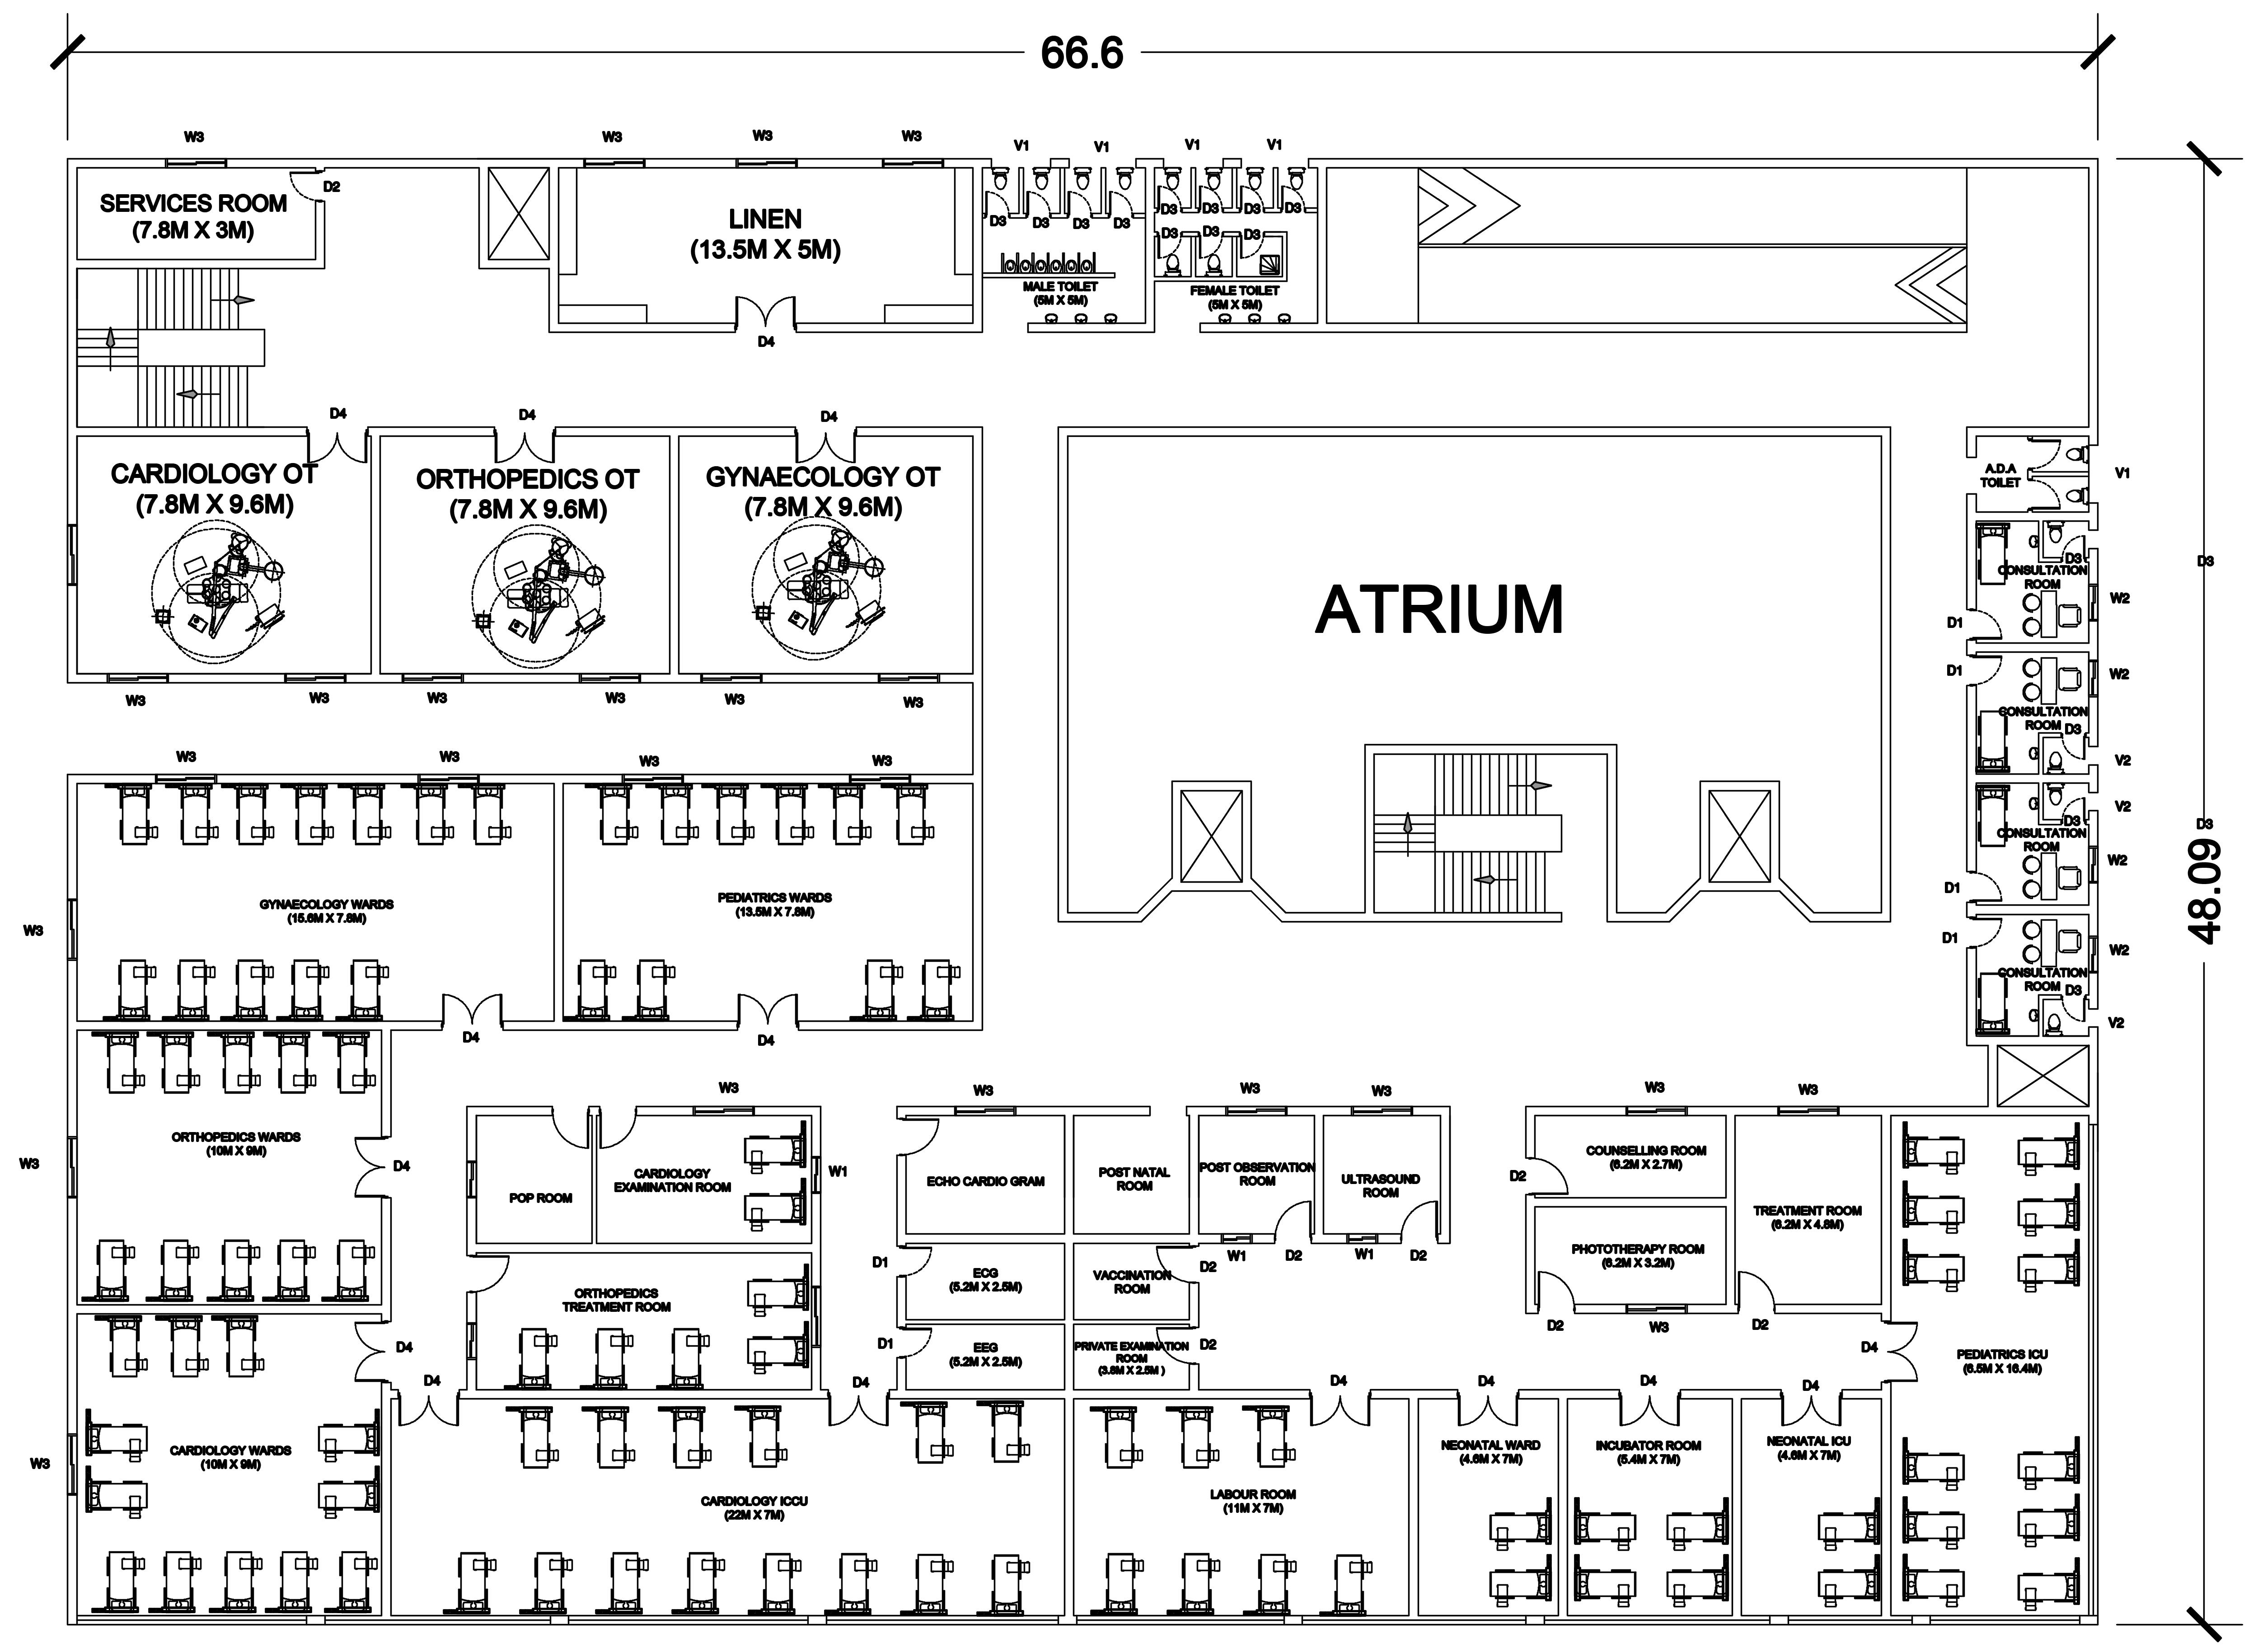 66.6
W3
W3
W3
W3
V1
V1
V1
V1
D2
SERVICES ROOM
(7.8M X 3M)
LINEN
(13.5M X 5M)
D3
D3
D3
D3
D3
D3
D3
D3
D3
D3
D3
MALE TOILET
(5M X 5M)
FEMALE TOILET
(5M X 5M)
D4
D4
D4
D4
CARDIOLOGY OT
(7.8M X 9.6M)
ORTHOPEDICS OT
(7.8M X 9.6M)
GYNAECOLOGY OT
(7.8M X 9.6M)
A.D.A
TOILET
V1
D3
D3
CONSULTATION
ROOM
W2
D1
ATRIUM
D1
W2
W3
W3
W3
W3
W3
W3
CONSULTATION
ROOM
D3
V2
W3
W3
W3
W3
V2
D3
D3
CONSULTATION
ROOM
W2
48.09
D1
GYNAECOLOGY WARDS
(15.6M X 7.8M)
PEDIATRICS WARDS
(13.5M X 7.8M)
W3
D1
W2
CONSULTATION
ROOM
D3
V2
D4
D4
W3
W3
W3
W3
W3
W3
ORTHOPEDICS WARDS
(10M X 9M)
W3
D4
POP ROOM
CARDIOLOGY
EXAMINATION ROOM
W1
ECHO CARDIO GRAM
POST NATAL
ROOM
POST OBSERVATION
ROOM
ULTRASOUND
ROOM
D2
COUNSELLING ROOM
(6.2M X 2.7M)
TREATMENT ROOM
(6.2M X 4.8M)
PHOTOTHERAPY ROOM
(6.2M X 3.2M)
W1
D2
W1
D2
D1
ECG
(5.2M X 2.5M)
VACCINATION
ROOM
D2
ORTHOPEDICS
TREATMENT ROOM
D2
W3
D2
D4
D1
EEG
(5.2M X 2.5M)
PRIVATE EXAMINATION
ROOM
(3.8M X 2.5M )
D2
D4
PEDIATRICS ICU
(6.5M X 16.4M)
D4
D4
D4
D4
D4
D4
W3
CARDIOLOGY WARDS
(10M X 9M)
CARDIOLOGY ICCU
(22M X 7M)
LABOUR ROOM
(11M X 7M)
NEONATAL WARD
(4.6M X 7M)
INCUBATOR ROOM
(5.4M X 7M)
NEONATAL ICU
(4.6M X 7M)